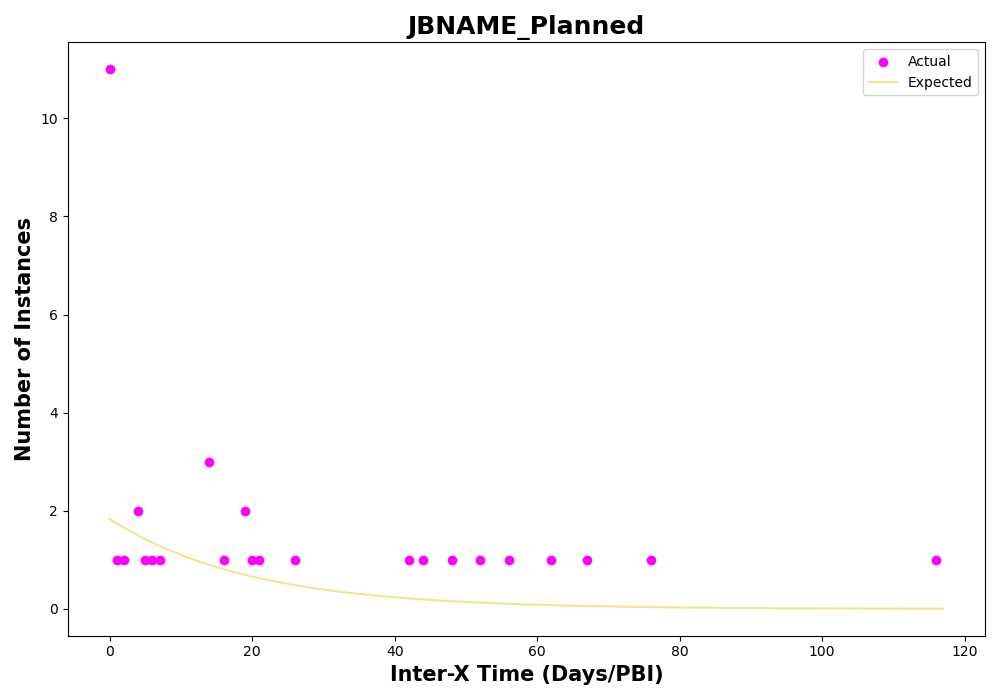 JBNAME_Planned
Actual
Expected
Number of Instances
10
8
6
4
2
0
0 20 40 60 80 100 120
Inter-X Time (Days/PBI)